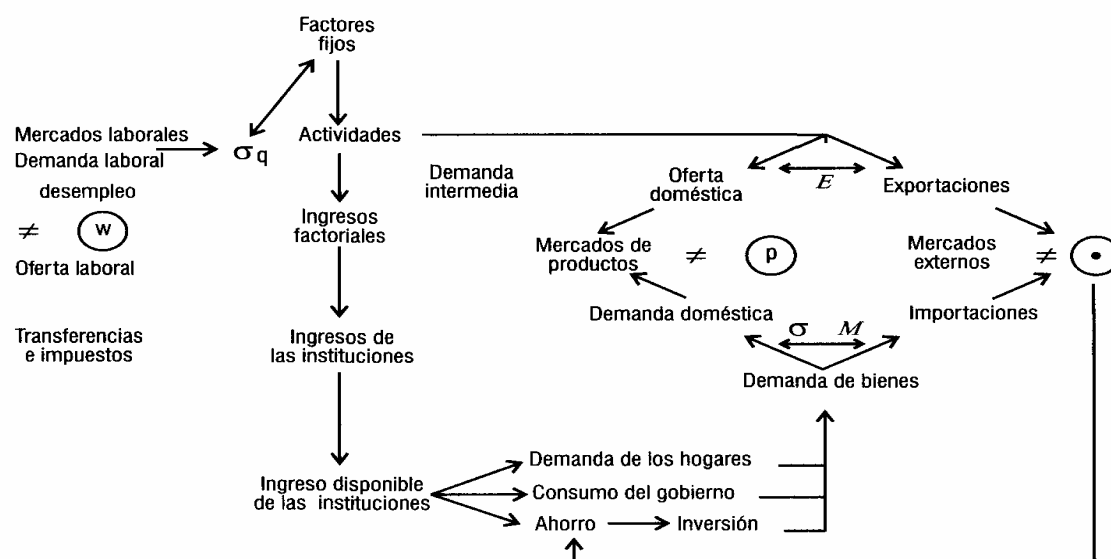 Factores
fijos
Mercados laborales
Demanda laboral
σq
Actividades
desempleo
Demanda
intermedia
Oferta
doméstica
E
Exportaciones
≠ w
Oferta laboral
Ingresos
factoriales
Mercados de
productos
≠ p
Mercados
externos
≠ •
Demanda doméstica
Importaciones
Transferencias
e impuestos
Ingresos de
las instituciones
σ M
Demanda de bienes
Ingreso disponible
de las instituciones
Demanda de los hogares
Consumo del gobierno
Ahorro
Inversión